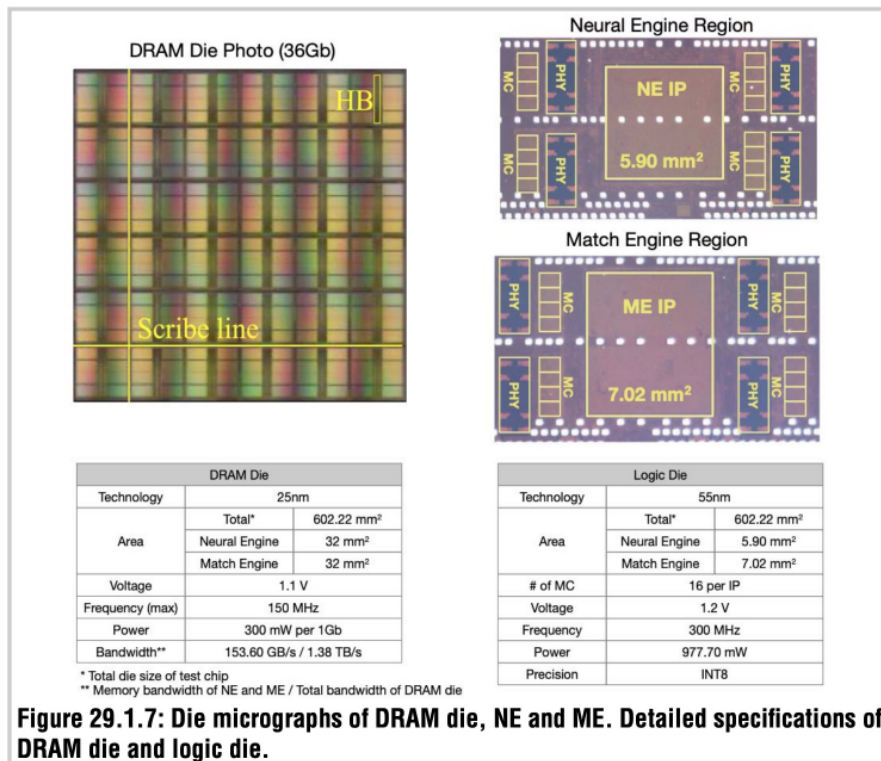 DRAM Die Photo (36Gb)
HB
Scribe line
Neural Engine Region
MC
PHY
NE IP
MC
PHY
MC
PHY
5.90 mm²
MC
PHY
Match Engine Region
PHY
MC
ME IP
PHY
MC
PHY
MC
7.02 mm²
PHY
MC
DRAM Die
Technology 25nm
Area Total* 602.22 mm²
Neural Engine 32 mm²
Match Engine 32 mm²
Voltage 1.1 V
Frequency (max) 150 MHz
Power 300 mW per 1Gb
Bandwidth** 153.60 GB/s / 1.38 TB/s
* Total die size of test chip
** Memory bandwidth of NE and ME / Total bandwidth of DRAM die
Logic Die
Technology 55nm
Area Total* 602.22 mm²
Neural Engine 5.90 mm²
Match Engine 7.02 mm²
# of MC 16 per IP
Voltage 1.2 V
Frequency 300 MHz
Power 977.70 mW
Precision INT8
Figure 29.1.7: Die micrographs of DRAM die, NE and ME. Detailed specifications of
DRAM die and logic die.